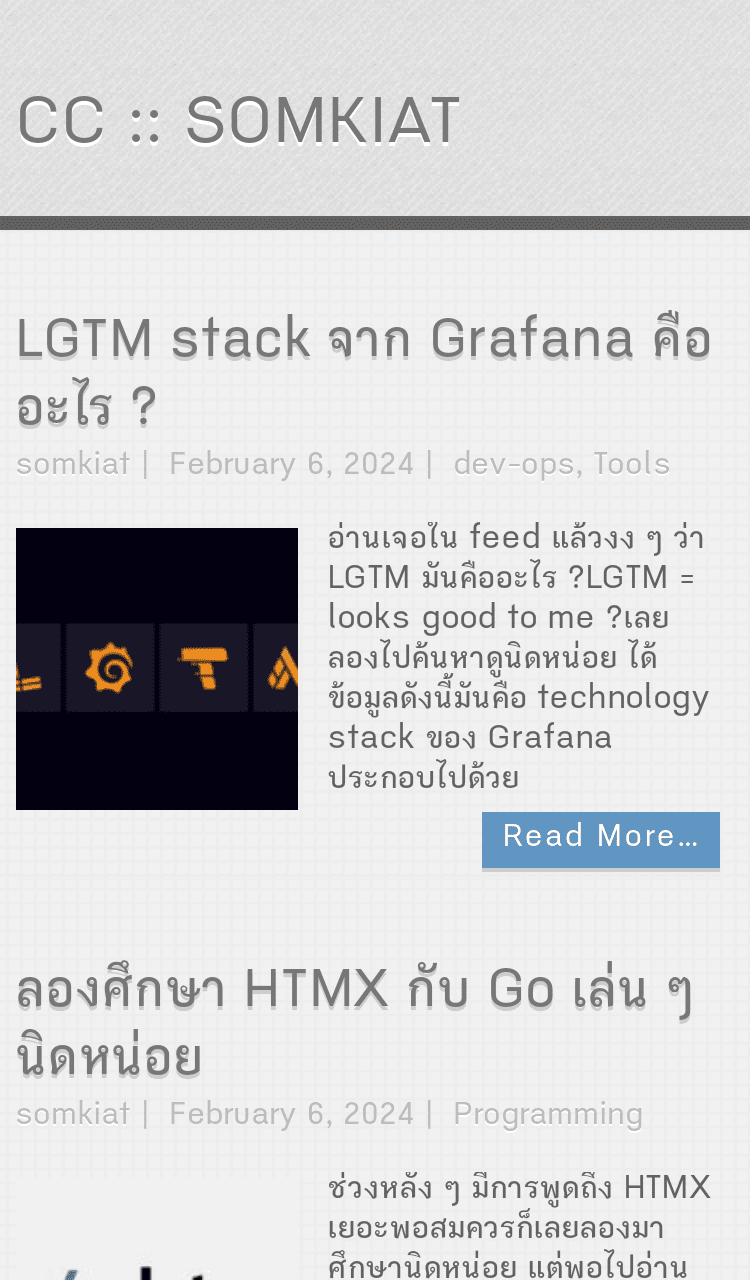 CC :: SOMKIAT
LGTM stack จาก Grafana คือ
อะไร ?
somkiat | February 6, 2024 | dev-ops, Tools
อ่านเจอใน feed แล้วงง ๆ ว่า
LGTM มันคืออะไร ?LGTM =
looks good to me ?เลย
ลองไปค้นหาดูนิดหน่อย ได้
ข้อมูลดังนี้มันคือ technology
stack ของ Grafana
ประกอบไปด้วย
Read More…
ลองศึกษา HTMX กับ Go เล่น ๆ
นิดหน่อย
somkiat | February 6, 2024 | Programming
ช่วงหลัง ๆ มีการพูดถึง HTMX
เยอะพอสมควรก็เลยลองมา
ศึกษานิดหน่อย แต่พอไปอ่าน